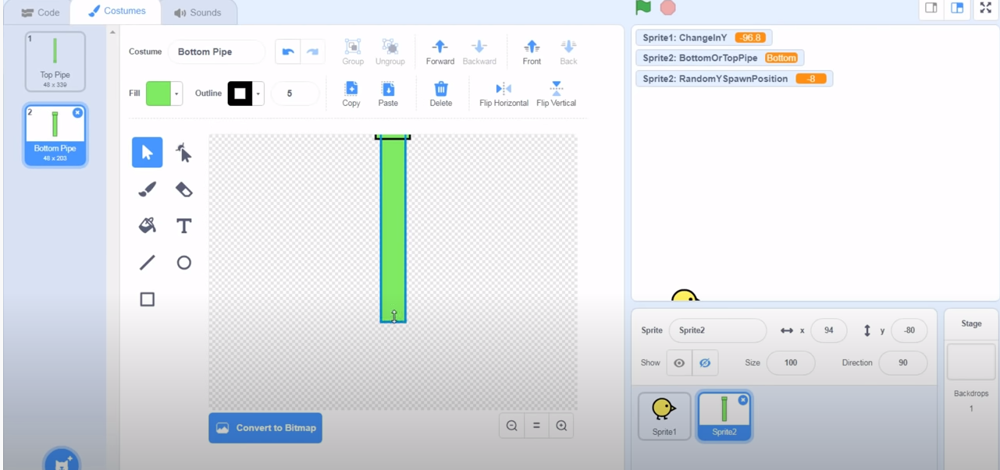 Code
Costumes
Sounds
1
Top Pipe
48 x 339
2
Bottom Pipe
48 x 203
Costume
Bottom Pipe
Group
Ungroup
Forward
Backward
Front
Back
Fill
Outline
5
Copy
Paste
Delete
Flip Horizontal
Flip Vertical
T
Convert to Bitmap
=
Sprite1: ChangeInY -96.8
Sprite2: BottomOrTopPipe Bottom
Sprite2: RandomYSpawnPosition -8
Sprite
Sprite2
x
94
y
-80
Show
Size
100
Direction
90
Sprite1
Sprite2
Stage
Backdrops
1